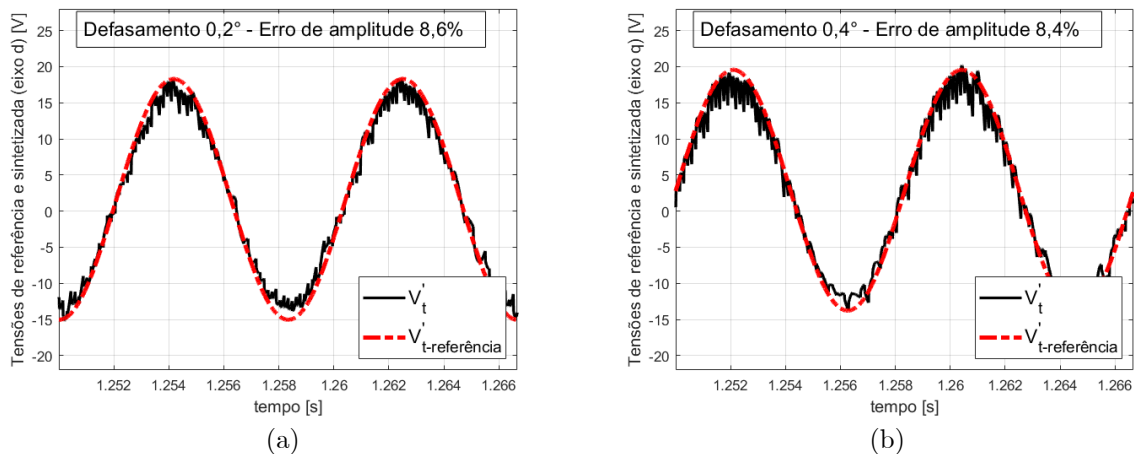 Defasamento 0,2° - Erro de amplitude 8,6%
Tensões de referência e sintetizada (eixo d) [V]
25
20
15
10
5
0
-5
-10
-15
-20
V't
V't-referência
1.252 1.254 1.256 1.258 1.26 1.262 1.264 1.266
tempo [s]
(a)
Defasamento 0,4° - Erro de amplitude 8,4%
Tensões de referência e sintetizada (eixo q) [V]
25
20
15
10
5
0
-5
-10
-15
-20
V't
V't-referência
1.252 1.254 1.256 1.258 1.26 1.262 1.264 1.266
tempo [s]
(b)